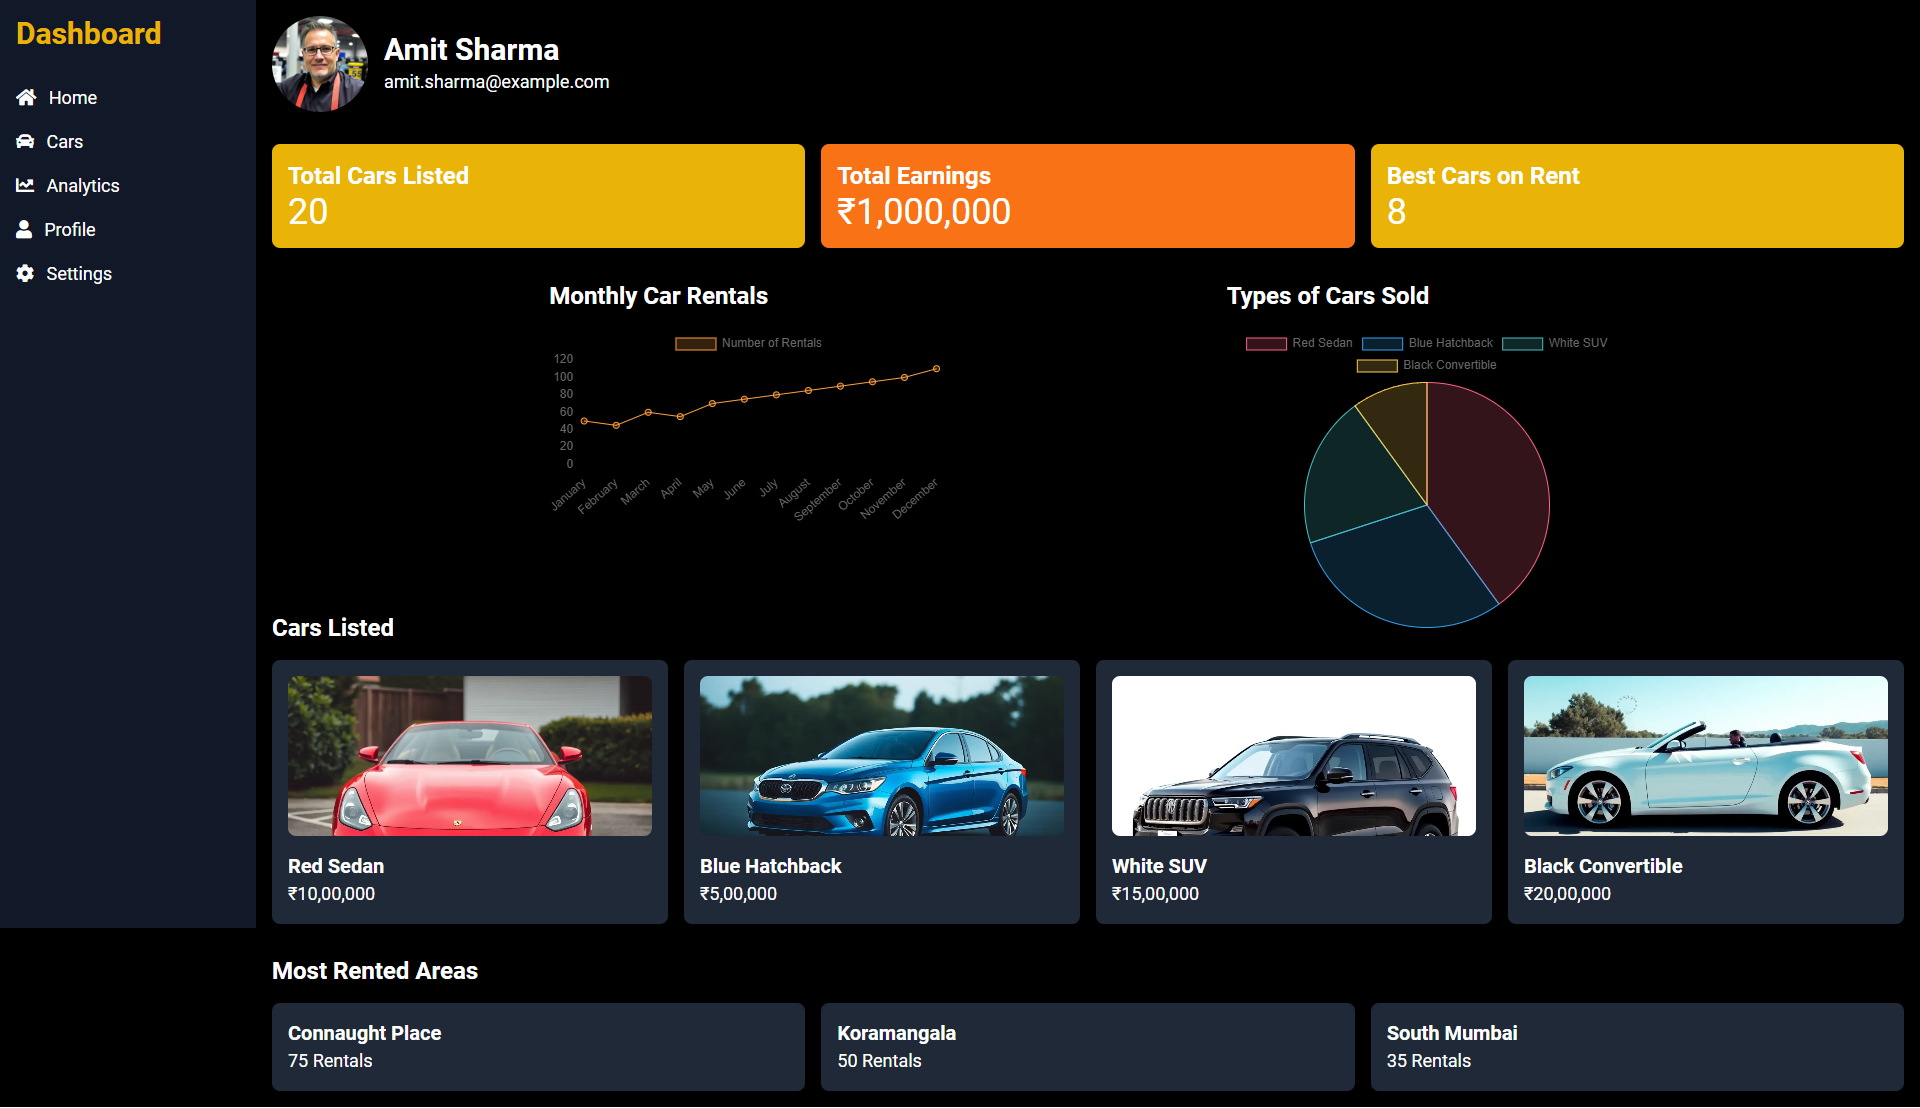 Dashboard
Home
Cars
Analytics
Profile
Settings
Amit Sharma
amit.sharma@example.com
Total Cars Listed
20
Total Earnings
₹1,000,000
Best Cars on Rent
8
Monthly Car Rentals
Number of Rentals
120
100
80
60
40
20
0
January February March April May June July August September October November December
Types of Cars Sold
Red Sedan Blue Hatchback White SUV
Black Convertible
Cars Listed
Red Sedan
₹10,00,000
Blue Hatchback
₹5,00,000
White SUV
₹15,00,000
Black Convertible
₹20,00,000
Most Rented Areas
Connaught Place
75 Rentals
Koramangala
50 Rentals
South Mumbai
35 Rentals